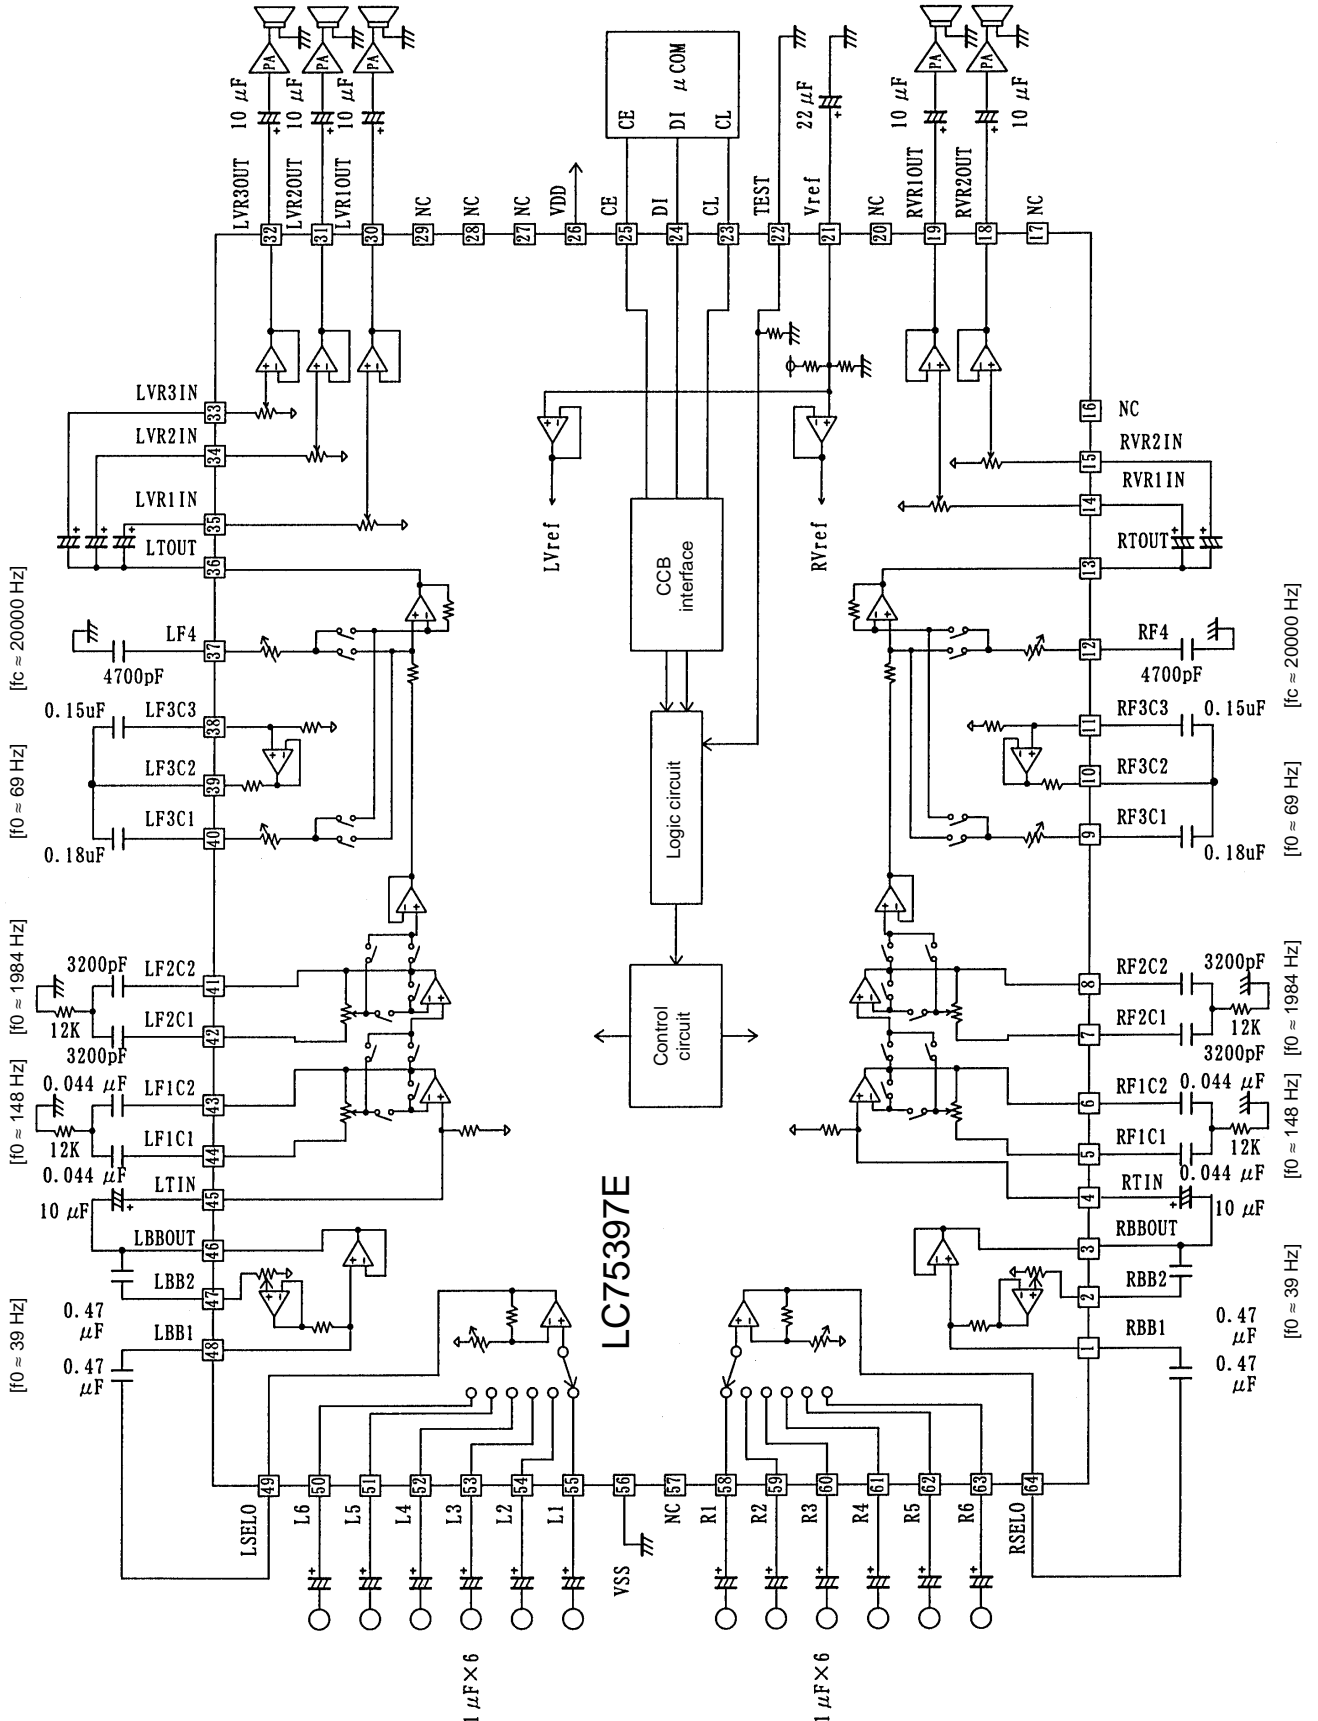 PA
PA
PA
10 μF
10 μF
10 μF
LVR3OUT
LVR2OUT
LVR1OUT
32
31
30
NC
29
NC
28
NC
27
VDD
26
CE
25
DI
24
CL
23
CE
DI
CL
μ COM
TEST
22
22 μF
Vref
21
NC
20
PA
PA
10 μF
10 μF
RVR1OUT
RVR2OUT
19
18
NC
17
LVR3IN
33
LVR2IN
34
LVR1IN
35
LTOUT
36
LF4
37
4700pF
[fc ≈ 20000 Hz]
0.15uF
LF3C3
38
LF3C2
39
LF3C1
40
0.18uF
[f0 ≈ 69 Hz]
3200pF
LF2C2
41
LF2C1
42
12K
3200pF
[f0 ≈ 1984 Hz]
0.044 μF
LF1C2
43
LF1C1
44
12K
0.044 μF
[f0 ≈ 148 Hz]
LTIN
45
10 μF
LBBOUT
46
LBB2
47
0.47
μF
LBB1
48
0.47
μF
[f0 ≈ 39 Hz]
LVref
RVref
CCB
interface
Logic circuit
Control
circuit
LC75397E
16
NC
RVR2IN
15
RVR1IN
14
RTOUT
13
RF4
12
4700pF
[fc ≈ 20000 Hz]
RF3C3
11
0.15uF
RF3C2
10
RF3C1
9
0.18uF
[f0 ≈ 69 Hz]
RF2C2
8
3200pF
RF2C1
7
12K
3200pF
[f0 ≈ 1984 Hz]
RF1C2
6
0.044 μF
RF1C1
5
12K
0.044 μF
[f0 ≈ 148 Hz]
RTIN
4
10 μF
RBBOUT
3
RBB2
2
0.47
μF
RBB1
1
0.47
μF
[f0 ≈ 39 Hz]
49
50
51
52
53
54
55
56
57
58
59
60
61
62
63
64
LSELO
L6
L5
L4
L3
L2
L1
VSS
NC
R1
R2
R3
R4
R5
R6
RSELO
1 μF×6
1 μF×6